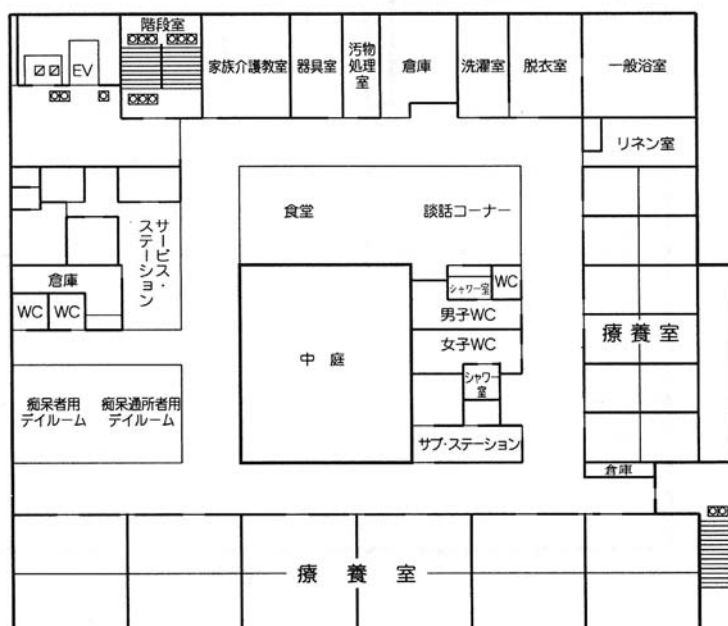 階段室
EV
家族介護教室
器具室
汚物
処理
室
倉庫
洗濯室
脱衣室
一般浴室
リネン室
食堂
談話コーナー
サービス・
ステーション
倉庫
WC
WC
シャワー室
WC
男子WC
女子WC
シャワー
室
中庭
療養室
痴呆者用
デイルーム
痴呆通所者用
デイルーム
サブ・ステーション
倉庫
療養室